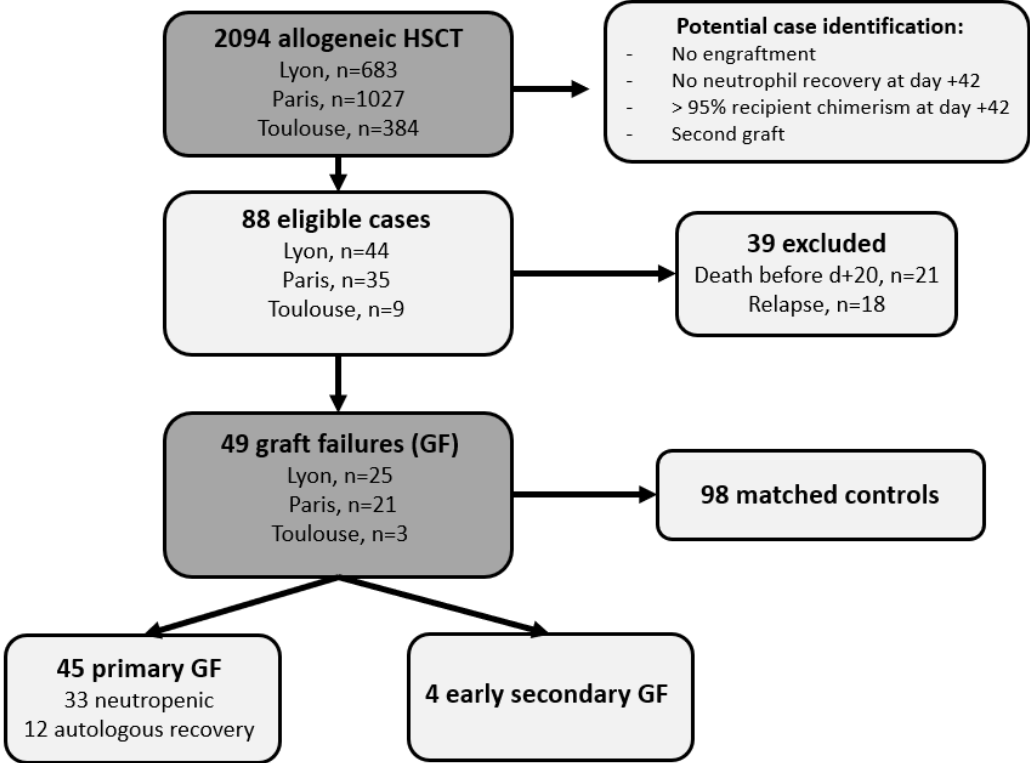 2094 allogeneic HSCT
Lyon, n=683
Paris, n=1027
Toulouse, n=384
Potential case identification:
- No engraftment
- No neutrophil recovery at day +42
- > 95% recipient chimerism at day +42
- Second graft
88 eligible cases
Lyon, n=44
Paris, n=35
Toulouse, n=9
39 excluded
Death before d+20, n=21
Relapse, n=18
49 graft failures (GF)
Lyon, n=25
Paris, n=21
Toulouse, n=3
98 matched controls
45 primary GF
33 neutropenic
12 autologous recovery
4 early secondary GF